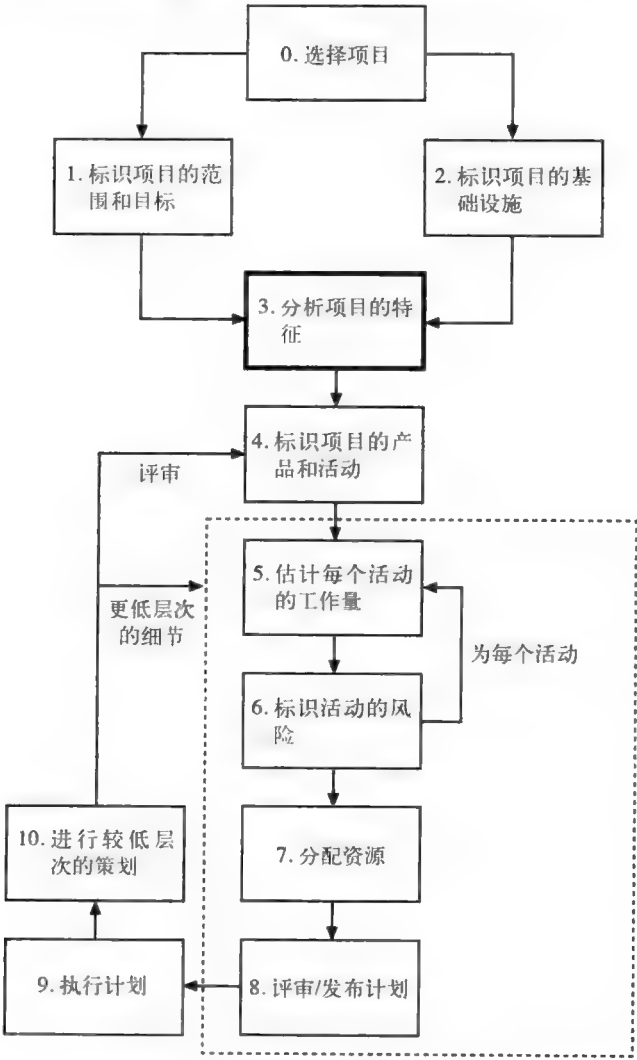 0. 选择项目
1. 标识项目的范
围和目标
2. 标识项目的基
础设施
3. 分析项目的特
征
4. 标识项目的产
品和活动
评审
5. 估计每个活动
的工作量
更低层次
的细节
为每个活动
6. 标识活动的风
险
10. 进行较低层
次的策划
7. 分配资源
9. 执行计划
8. 评审/发布计划